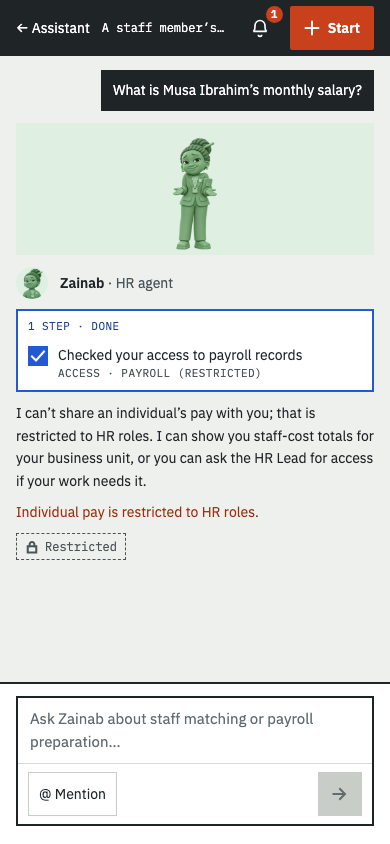 ← Assistant
A staff member’s…
1
+ Start
What is Musa Ibrahim’s monthly salary?
Zainab · HR agent
1 STEP · DONE
Checked your access to payroll records
ACCESS · PAYROLL (RESTRICTED)
I can’t share an individual’s pay with you; that is
restricted to HR roles. I can show you staff-cost totals for
your business unit, or you can ask the HR Lead for access
if your work needs it.
Individual pay is restricted to HR roles.
Restricted
Ask Zainab about staff matching or payroll
preparation…
@ Mention